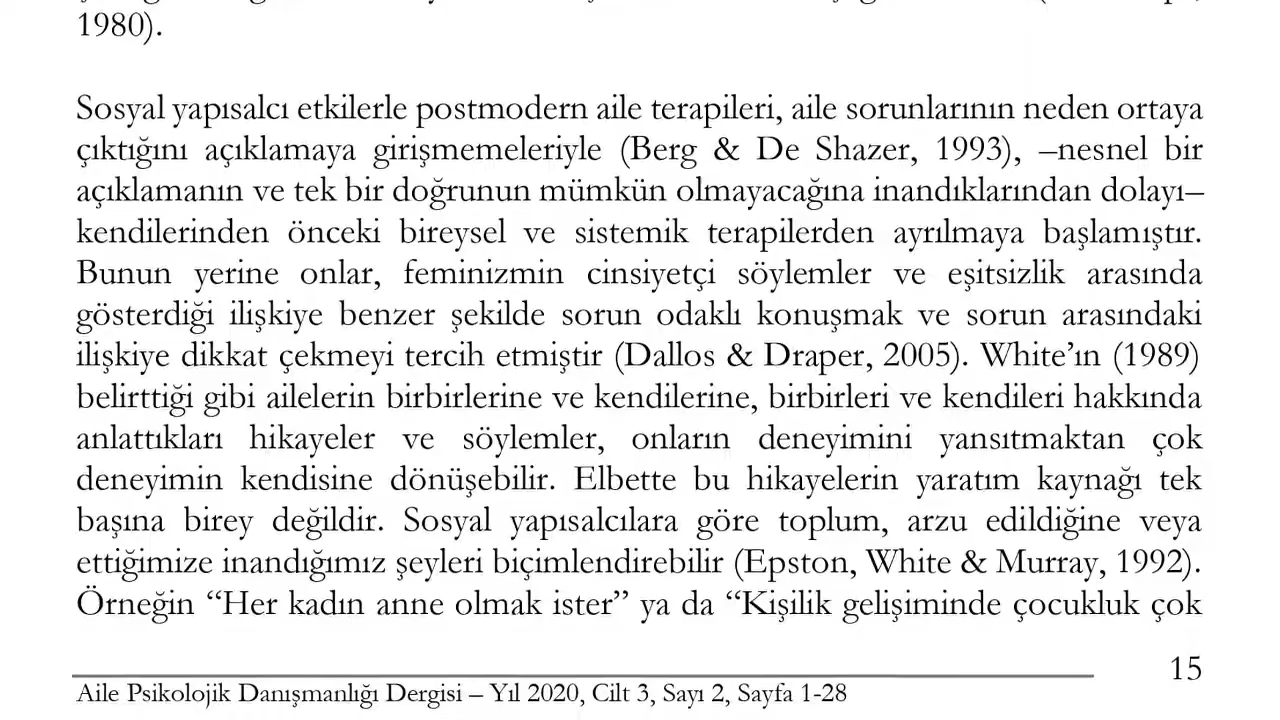 1980).
Sosyal yapısalcı etkilerle postmodern aile terapileri, aile sorunlarının neden ortaya
çıktığını açıklamaya girişmemeleriyle (Berg & De Shazer, 1993), –nesnel bir
açıklamanın ve tek bir doğrunun mümkün olmayacağına inandıklarından dolayı–
kendilerinden önceki bireysel ve sistemik terapilerden ayrılmaya başlamıştır.
Bunun yerine onlar, feminizmin cinsiyetçi söylemler ve eşitsizlik arasında
gösterdiği ilişkiye benzer şekilde sorun odaklı konuşmak ve sorun arasındaki
ilişkiye dikkat çekmeyi tercih etmiştir (Dallos & Draper, 2005). White’ın (1989)
belirttiği gibi ailelerin birbirlerine ve kendilerine, birbirleri ve kendileri hakkında
anlattıkları hikayeler ve söylemler, onların deneyimini yansıtmaktan çok
deneyimin kendisine dönüşebilir. Elbette bu hikayelerin yaratım kaynağı tek
başına birey değildir. Sosyal yapısalcılara göre toplum, arzu edildiğine veya
ettiğimize inandığımız şeyleri biçimlendirebilir (Epston, White & Murray, 1992).
Örneğin “Her kadın anne olmak ister” ya da “Kişilik gelişiminde çocukluk çok
15
Aile Psikolojik Danışmanlığı Dergisi – Yıl 2020, Cilt 3, Sayı 2, Sayfa 1-28